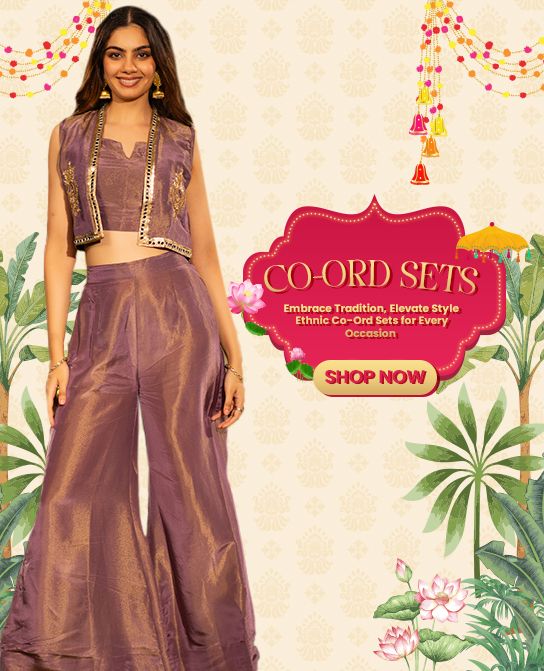 CO-ORD SETS
Embrace Tradition, Elevate Style
Ethnic Co-Ord Sets for Every
Occasion
SHOP NOW